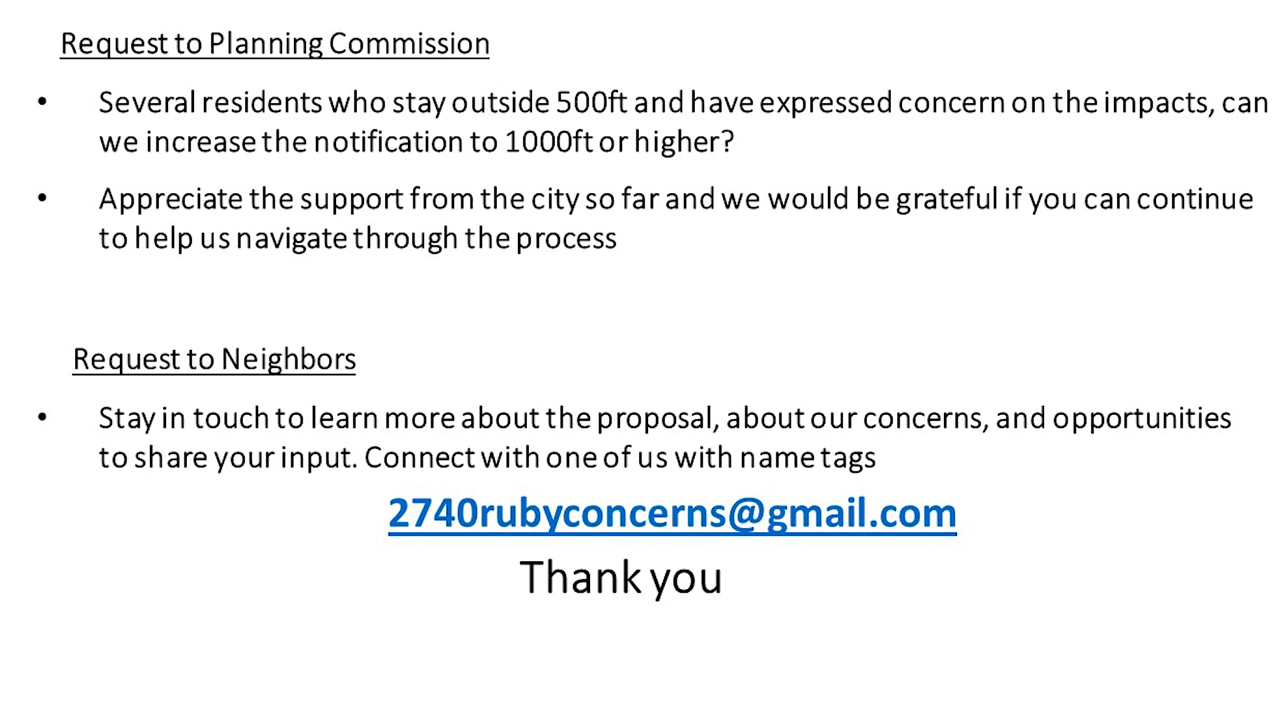 Request to Planning Commission
• Several residents who stay outside 500ft and have expressed concern on the impacts, can
we increase the notification to 1000ft or higher?
• Appreciate the support from the city so far and we would be grateful if you can continue
to help us navigate through the process
Request to Neighbors
• Stay in touch to learn more about the proposal, about our concerns, and opportunities
to share your input. Connect with one of us with name tags
2740rubyconcerns@gmail.com
Thank you